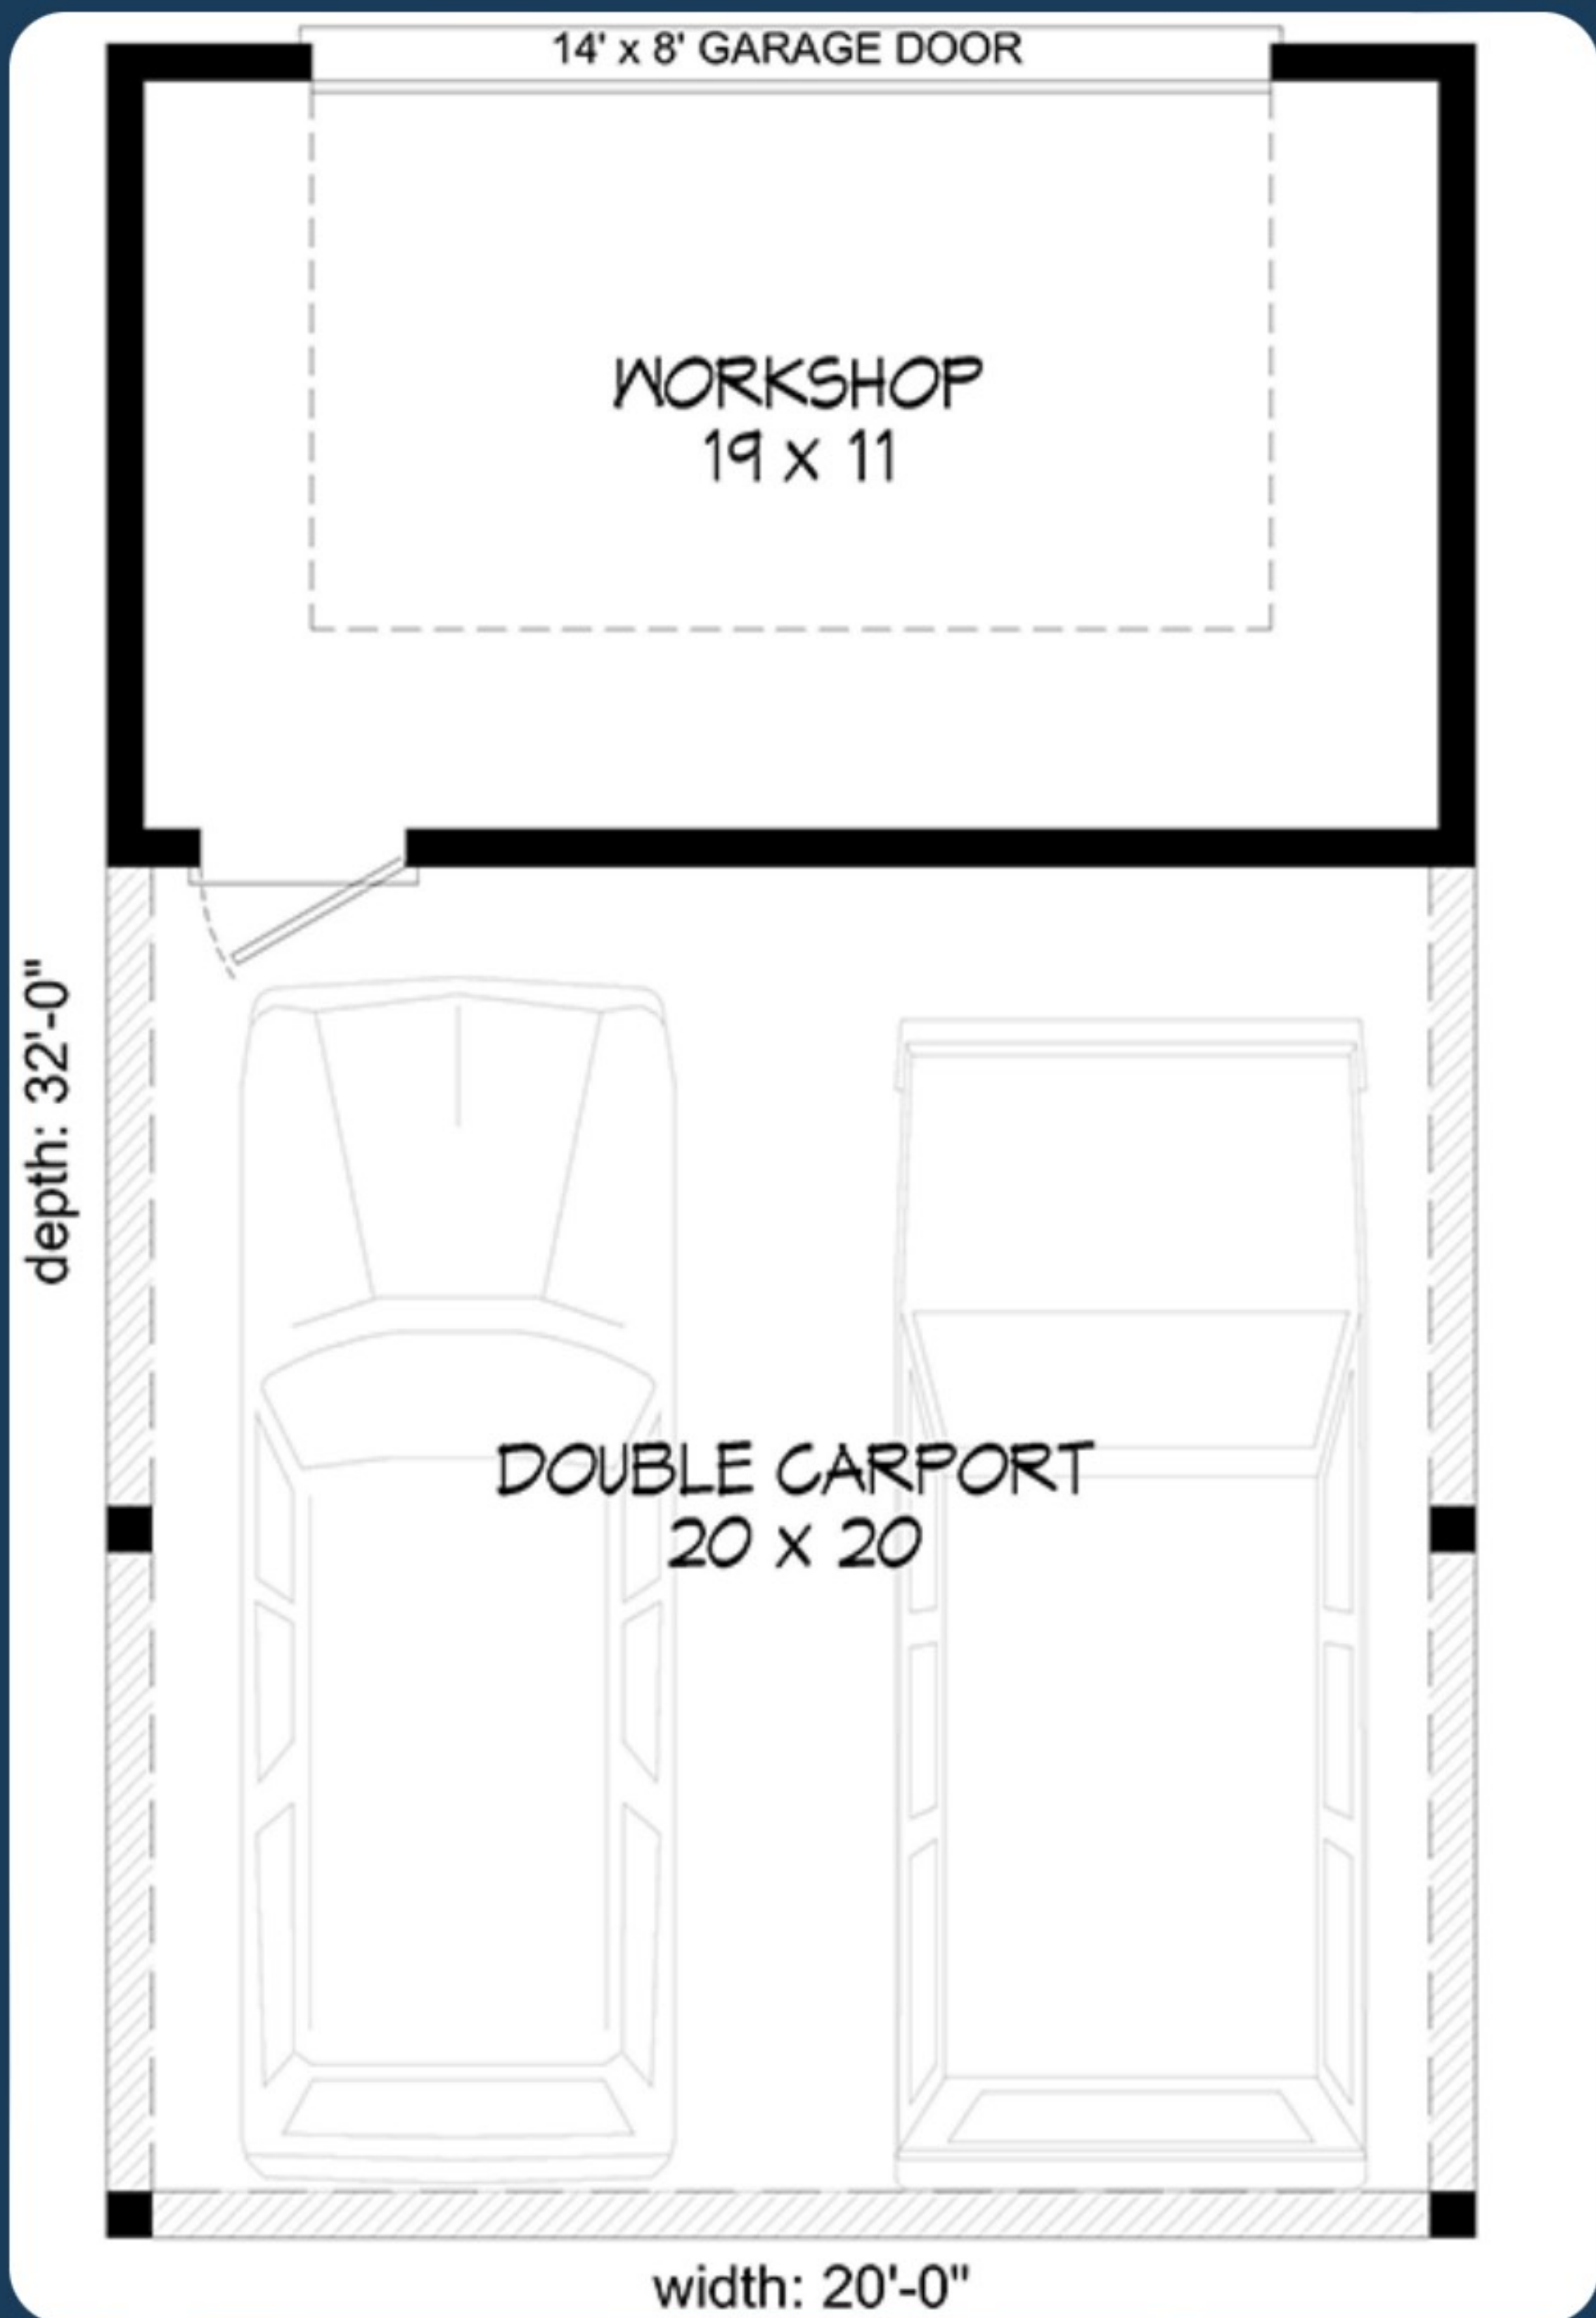 14' x 8' GARAGE DOOR
WORKSHOP
19 x 11
depth: 32'-0"
DOUBLE CARPORT
20 x 20
width: 20'-0"